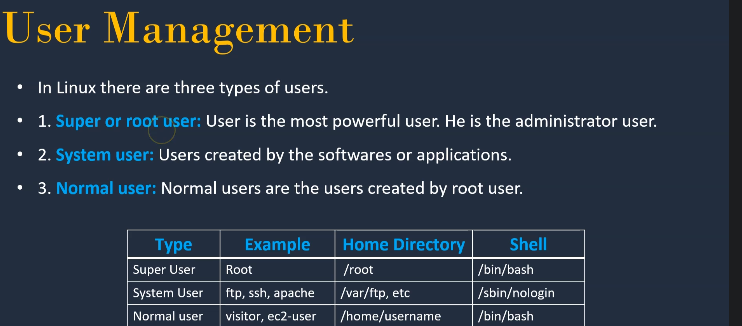 User Management
• In Linux there are three types of users.
• 1. Super or root user: User is the most powerful user. He is the administrator user.
• 2. System user: Users created by the softwares or applications.
• 3. Normal user: Normal users are the users created by root user.
Type Example Home Directory Shell
Super User Root /root /bin/bash
System User ftp, ssh, apache /var/ftp, etc /sbin/nologin
Normal user visitor, ec2-user /home/username /bin/bash